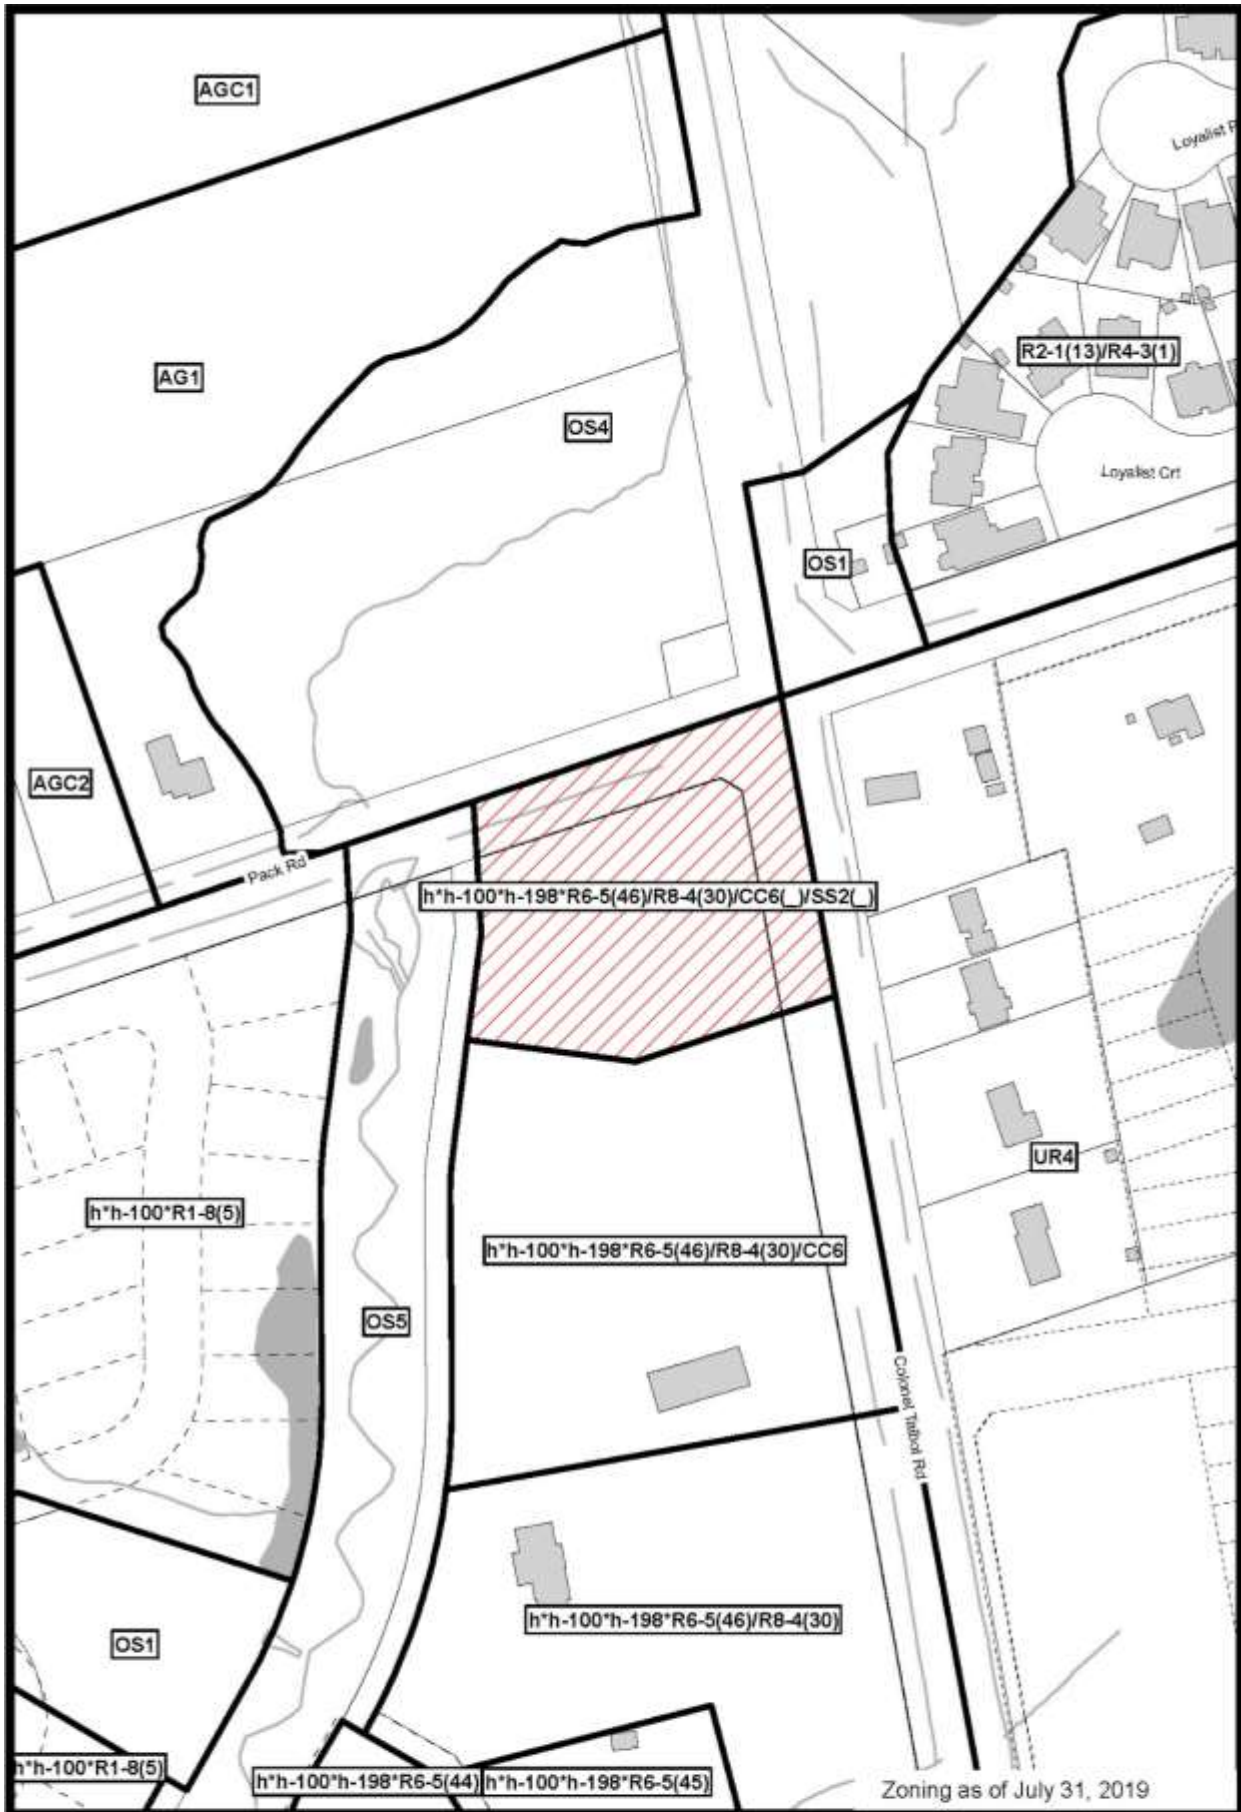 AGC1
Loyalist
R2-1(13)/R4-3(1)
AG1
OS4
Loyalist Crt
OS1
AGC2
Pack Rd
h*h-100*h-198*R6-5(46)/R8-4(30)/CC6(_)/SS2(_)
UR4
h*h-100*R1-8(5)
h*h-100*h-198*R6-5(46)/R8-4(30)/CC6
OS5
Colonel Talbot Rd
h*h-100*h-198*R6-5(46)/R8-4(30)
OS1
h*h-100*R1-8(5)
h*h-100*h-198*R6-5(44)
h*h-100*h-198*R6-5(45)
Zoning as of July 31, 2019